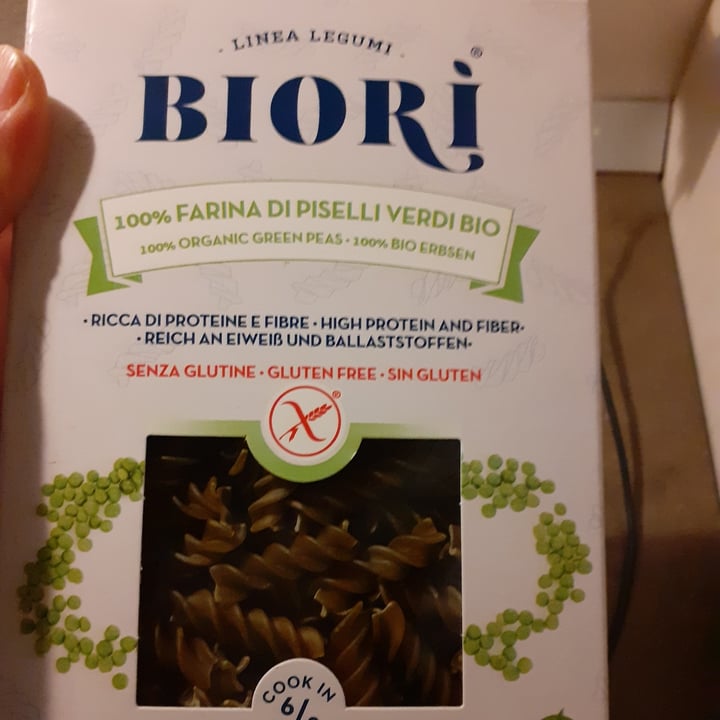 · LINEA LEGUMI ·
BIORÌ®
100% FARINA DI PISELLI VERDI BIO
100% ORGANIC GREEN PEAS · 100% BIO ERBSEN
· RICCA DI PROTEINE E FIBRE · HIGH PROTEIN AND FIBER·
· REICH AN EIWEIß UND BALLASTSTOFFEN·
SENZA GLUTINE · GLUTEN FREE · SIN GLUTEN
®
COOK IN
6/